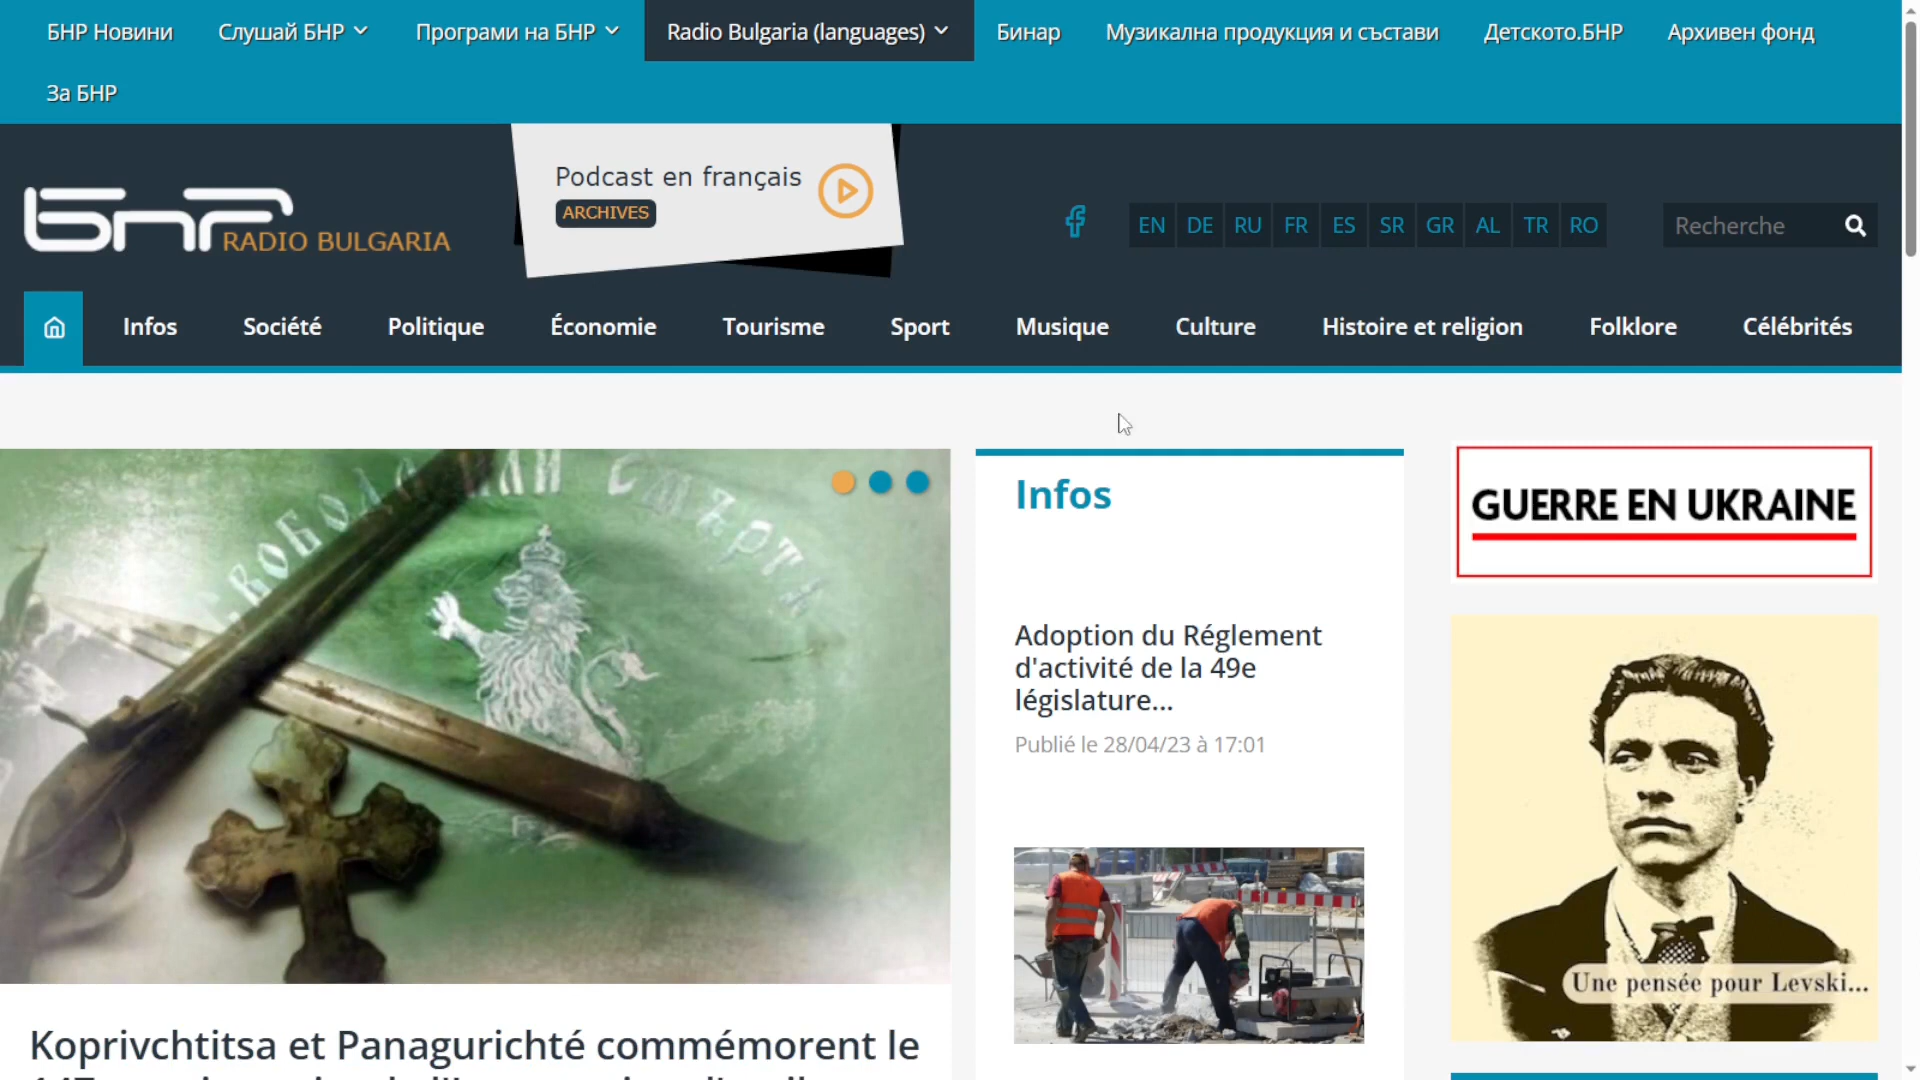 БНР Новини Слушай БНР Програми на БНР Radio Bulgaria (languages) Бинар Музикална продукция и състави Детското.БНР Архивен фонд
За БНР
Podcast en français
ARCHIVES
БНР RADIO BULGARIA
EN DE RU FR ES SR GR AL TR RO
Recherche
Infos Société Politique Économie Tourisme Sport Musique Culture Histoire et religion Folklore Célébrités
Infos
GUERRE EN UKRAINE
Adoption du Réglement
d'activité de la 49e
législature...
Publié le 28/04/23 à 17:01
Une pensée pour Levski...
Koprivchtitsa et Panagurichté commémorent le